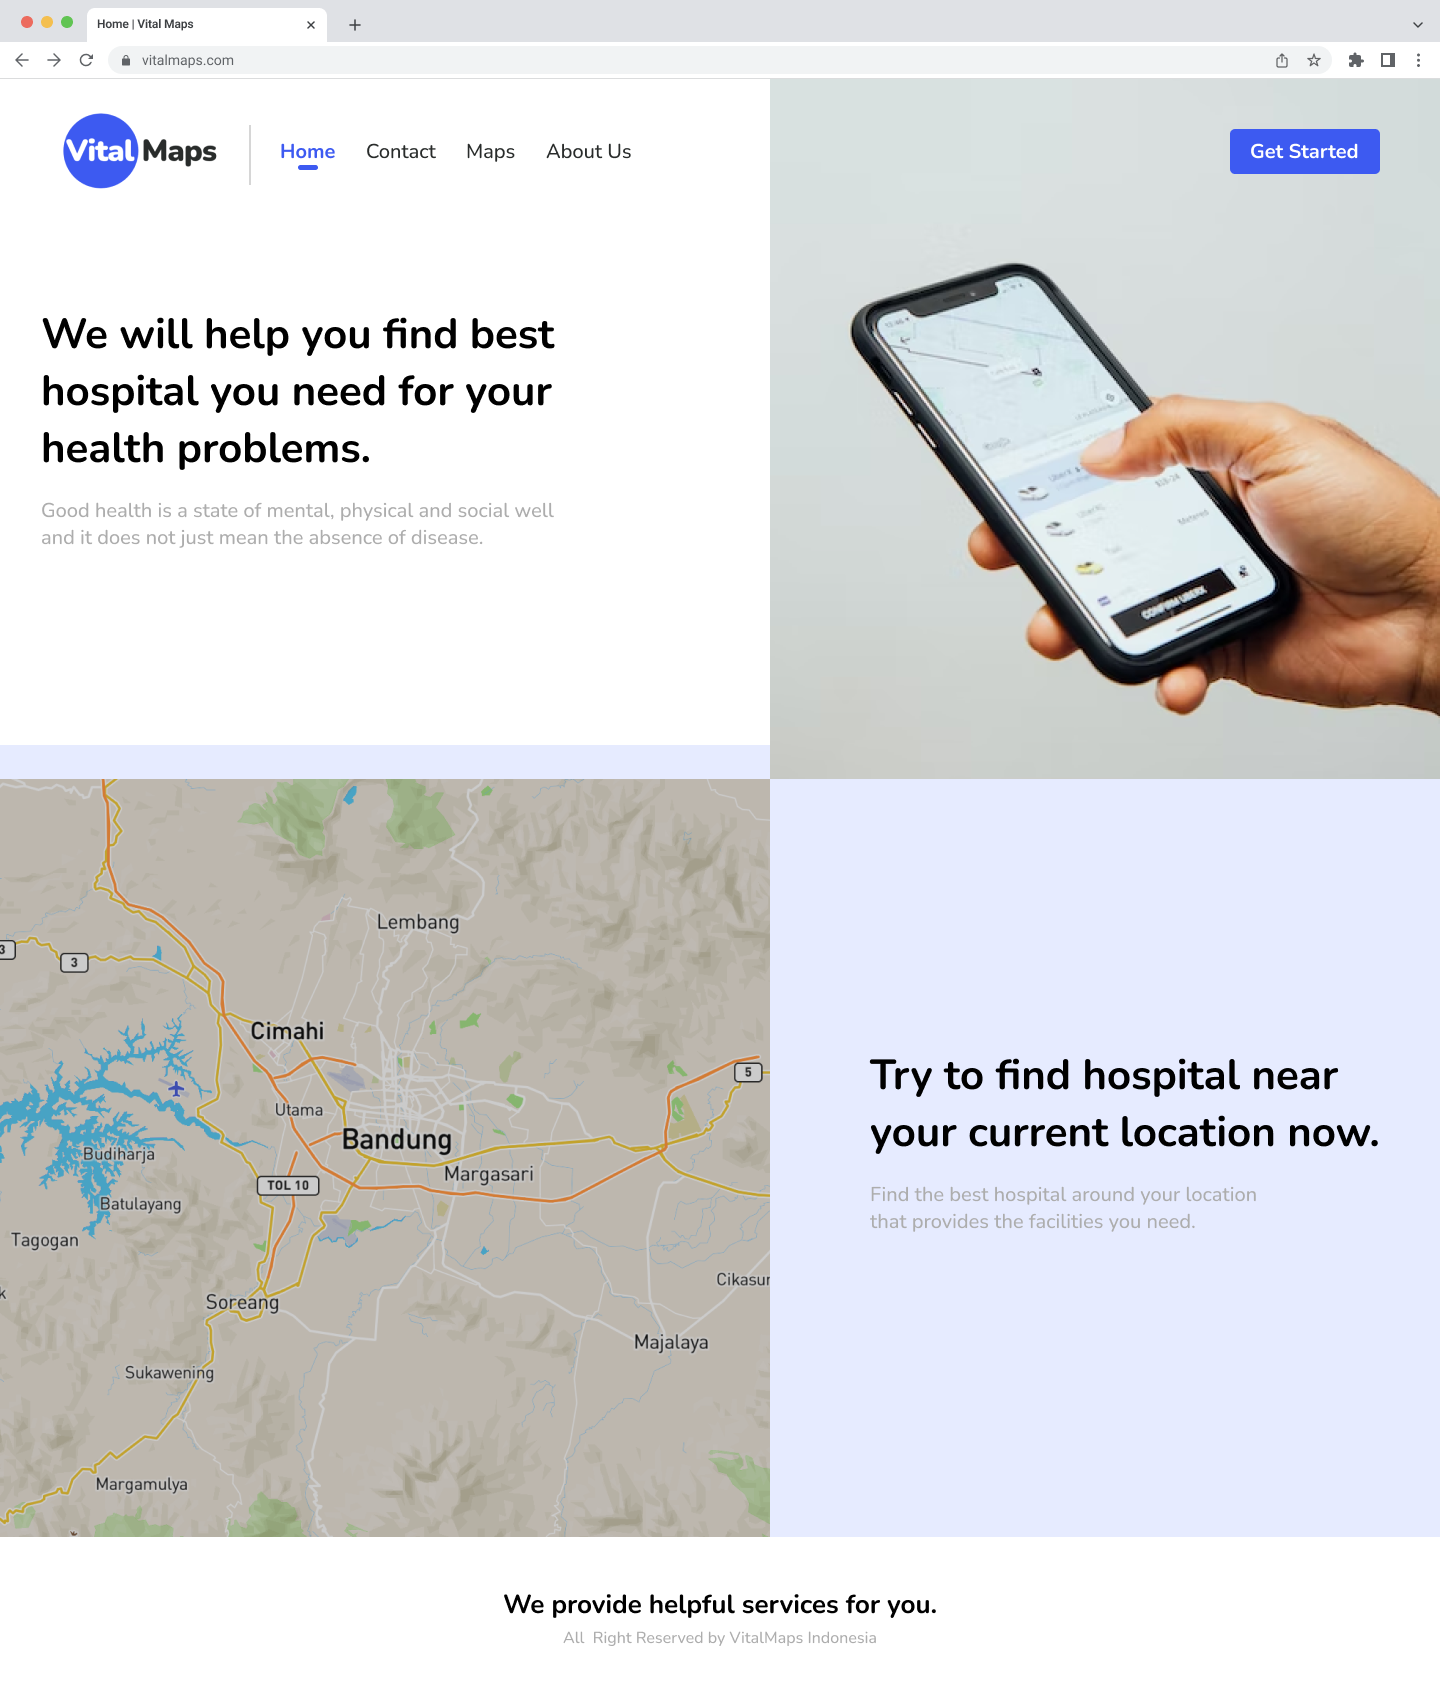 Home | Vital Maps
vitalmaps.com
Vital Maps
Home
Contact
Maps
About Us
Get Started
We will help you find best
hospital you need for your
health problems.
Good health is a state of mental, physical and social well
and it does not just mean the absence of disease.
CONFIRM UBERX
Metered
Lembang
3
3
Cimahi
5
Utama
Bandung
Budiharja
Margasari
TOL 10
Batulayang
Tagogan
Cikasur
k
Soreang
Majalaya
Sukawening
Margamulya
Try to find hospital near
your current location now.
Find the best hospital around your location
that provides the facilities you need.
We provide helpful services for you.
All  Right Reserved by VitalMaps Indonesia